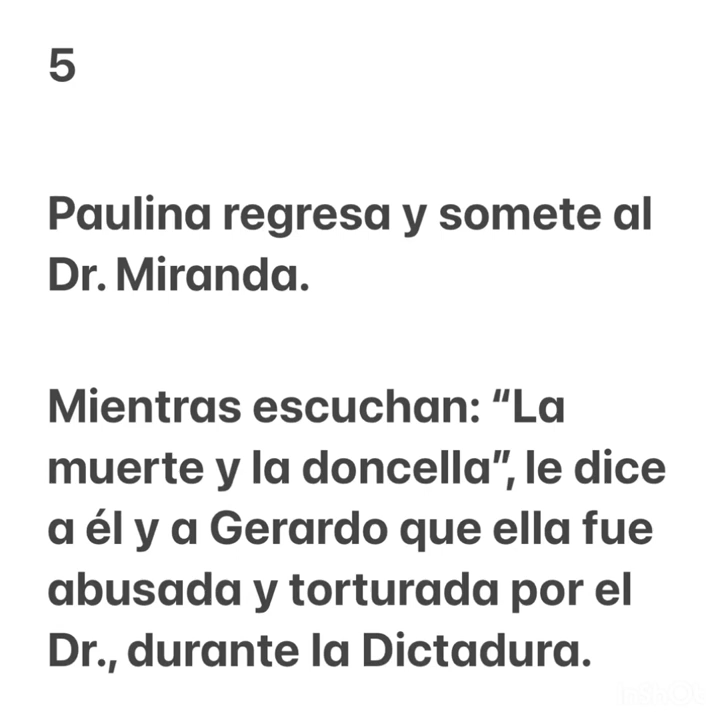 5
Paulina regresa y somete al
Dr. Miranda.
Mientras escuchan: “La
muerte y la doncella”, le dice
a él y a Gerardo que ella fue
abusada y torturada por el
Dr., durante la Dictadura.